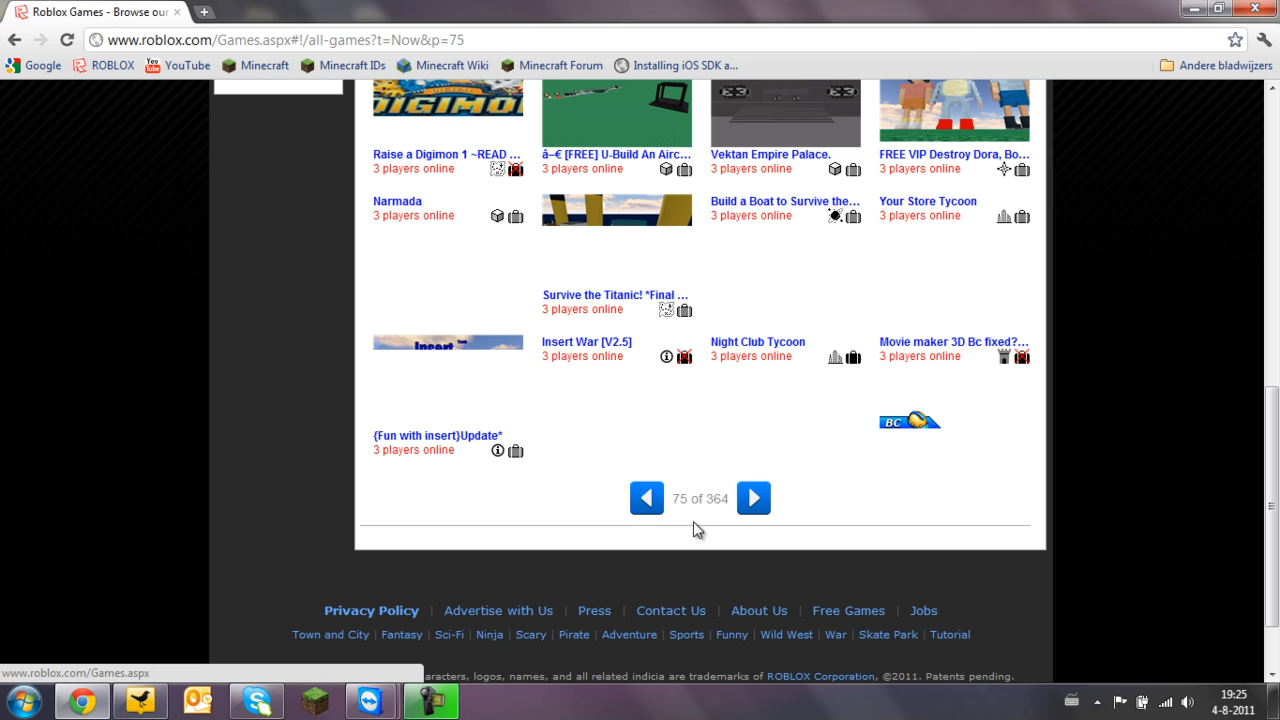 Roblox Games - Browse our
www.roblox.com/Games.aspx#!/all-games?t=Now&p=75
Google ROBLOX YouTube Minecraft Minecraft IDs Minecraft Wiki Minecraft Forum Installing iOS SDK a... Andere bladwijzers
DIGIMON
Raise a Digimon 1 ~READ ... â–€ [FREE] U-Build An Airc... Vektan Empire Palace. FREE VIP Destroy Dora, Bo...
3 players online 3 players online 3 players online 3 players online
Narmada Build a Boat to Survive the... Your Store Tycoon
3 players online 3 players online 3 players online
Survive the Titanic! *Final ...
3 players online
Insert War [V2.5] Night Club Tycoon Movie maker 3D Bc fixed?...
Insert
3 players online 3 players online 3 players online
BC
{Fun with insert}Update*
3 players online
75 of 364
Privacy Policy | Advertise with Us | Press | Contact Us | About Us | Free Games | Jobs
Town and City | Fantasy | Sci-Fi | Ninja | Scary | Pirate | Adventure | Sports | Funny | Wild West | War | Skate Park | Tutorial
www.roblox.com/Games.aspx
aracters, logos, names, and all related indicia are trademarks of ROBLOX Corporation, ©2011. Patents pending.
19:25
4-8-2011